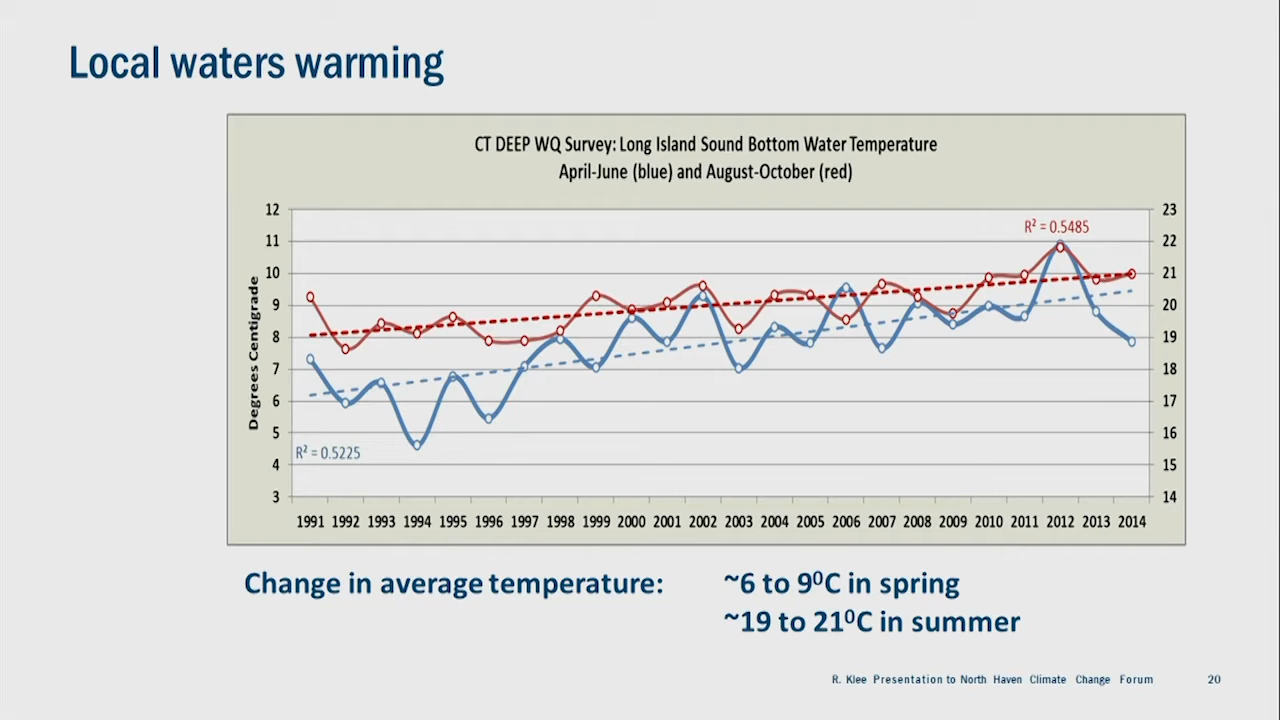 Local waters warming
CT DEEP WQ Survey: Long Island Sound Bottom Water Temperature
April-June (blue) and August-October (red)
12
11
10
9
8
7
6
5
4
3
Degrees Centigrade
R² = 0.5485
R² = 0.5225
23
22
21
20
19
18
17
16
15
14
1991 1992 1993 1994 1995 1996 1997 1998 1999 2000 2001 2002 2003 2004 2005 2006 2007 2008 2009 2010 2011 2012 2013 2014
Change in average temperature: ~6 to 9⁰C in spring
~19 to 21⁰C in summer
R. Klee Presentation to North Haven Climate Change Forum 20